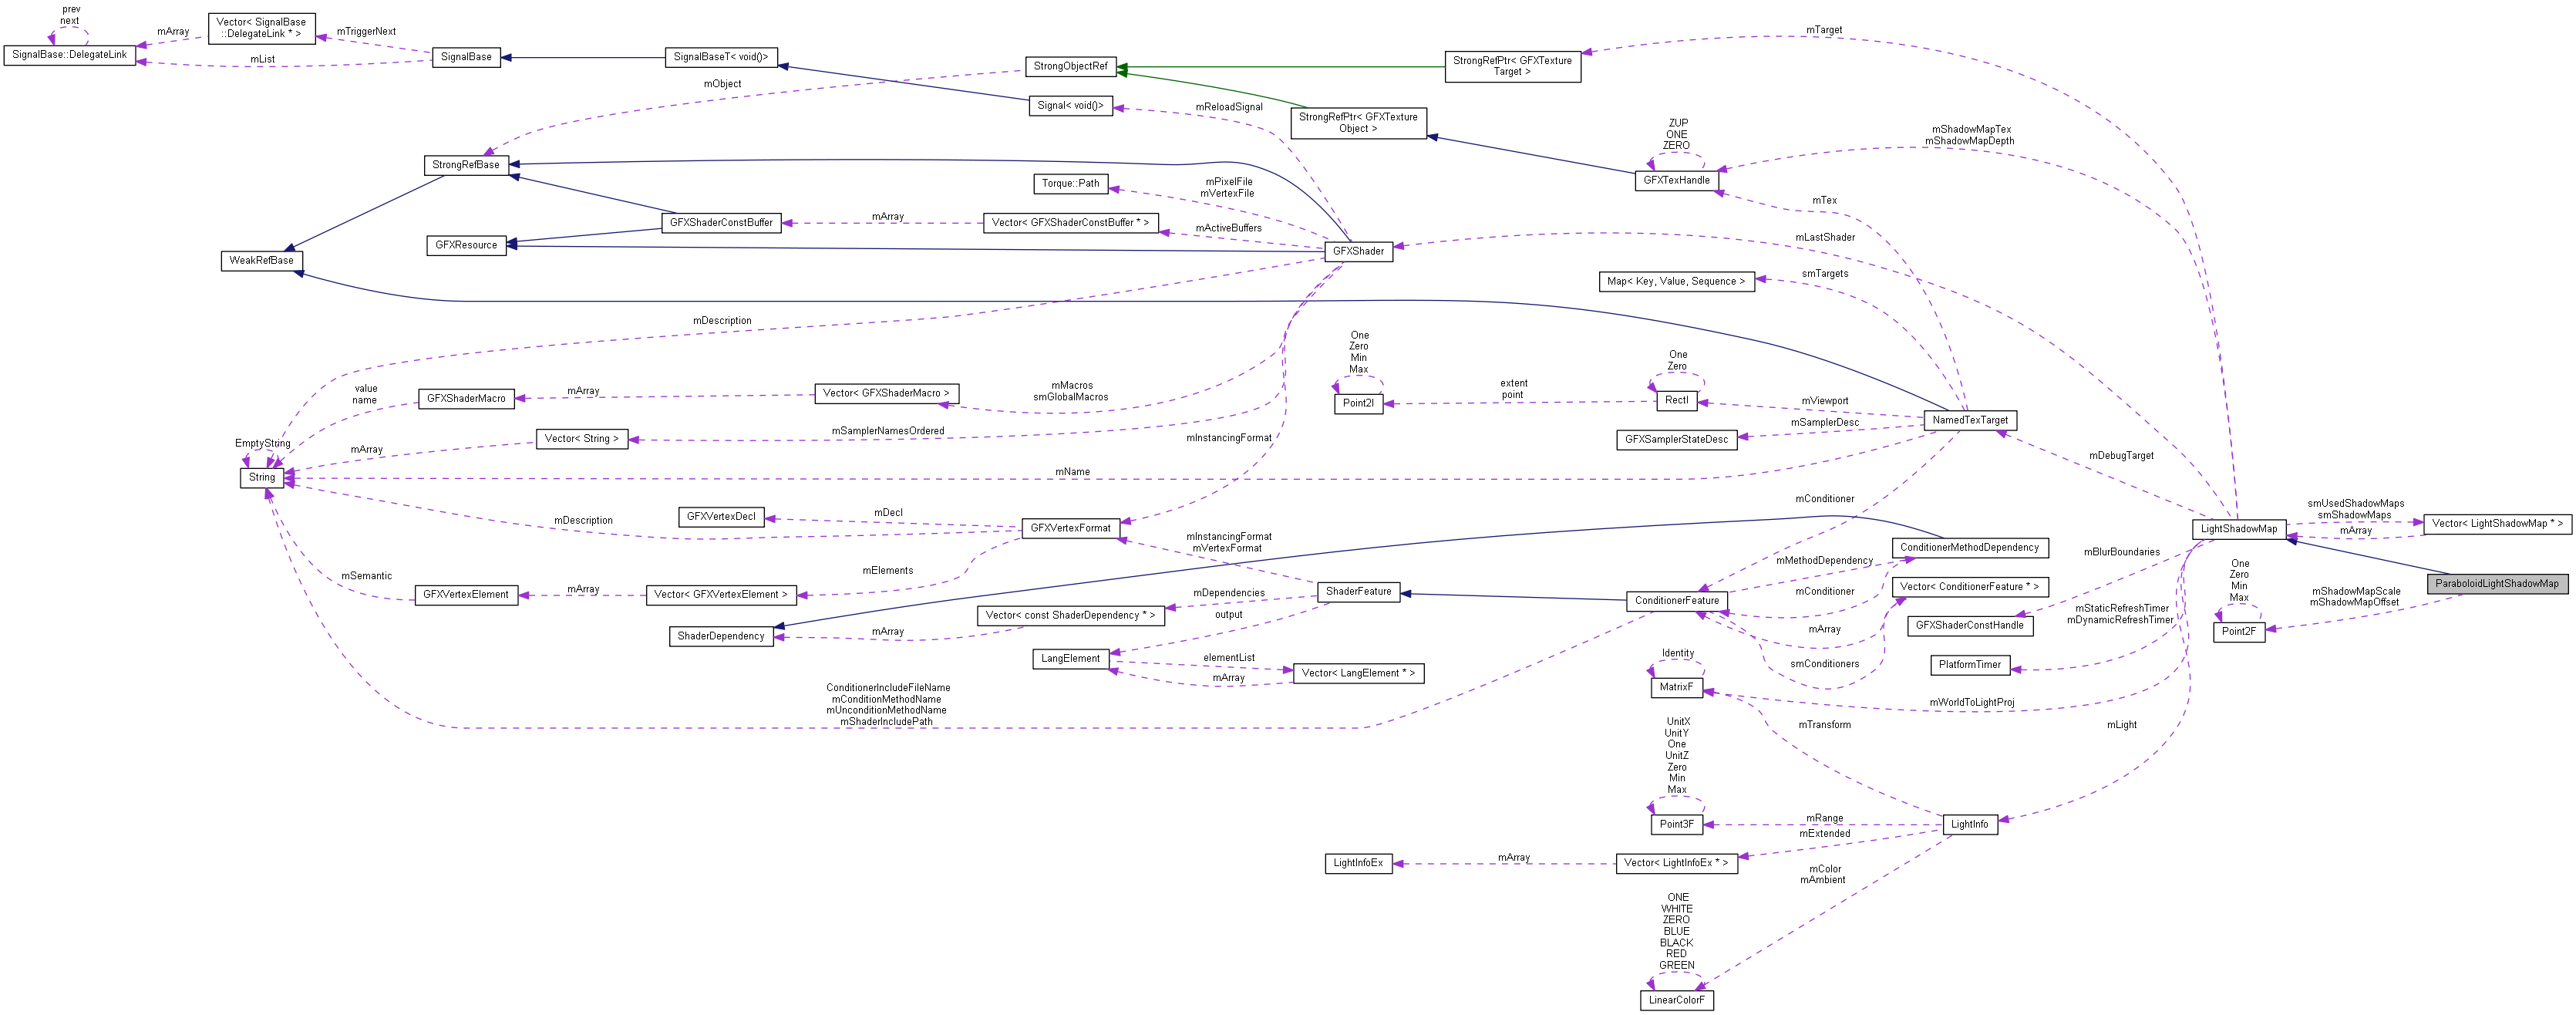 prev
next
SignalBase::DelegateLink
mArray
Vector< SignalBase
::DelegateLink * >
mTriggerNext
mList
SignalBase
SignalBaseT< void()>
StrongObjectRef
mObject
Signal< void()>
mReloadSignal
StrongRefPtr< GFXTexture
Target >
mTarget
StrongRefPtr< GFXTexture
Object >
ZUP
ONE
ZERO
GFXTexHandle
mShadowMapTex
mShadowMapDepth
StrongRefBase
Torque::Path
mPixelFile
mVertexFile
mTex
GFXShaderConstBuffer
mArray
Vector< GFXShaderConstBuffer * >
mActiveBuffers
GFXResource
WeakRefBase
GFXShader
mLastShader
Map< Key, Value, Sequence >
smTargets
mDescription
One
Zero
Min
Max
Point2I
extent
point
One
Zero
RectI
mViewport
NamedTexTarget
value
name
GFXShaderMacro
mArray
Vector< GFXShaderMacro >
mMacros
smGlobalMacros
mSamplerDesc
GFXSamplerStateDesc
mSamplerNamesOrdered
Vector< String >
mArray
EmptyString
String
mInstancingFormat
mName
mDebugTarget
mConditioner
GFXVertexDecl
mDecl
mDescription
GFXVertexFormat
mInstancingFormat
mVertexFormat
LightShadowMap
smUsedShadowMaps
smShadowMaps
mArray
Vector< LightShadowMap * >
ConditionerMethodDependency
mMethodDependency
mBlurBoundaries
mElements
mSemantic
GFXVertexElement
mArray
Vector< GFXVertexElement >
ShaderFeature
mDependencies
output
ConditionerFeature
mConditioner
Vector< ConditionerFeature * >
One
Zero
Min
Max
Point2F
mShadowMapScale
mShadowMapOffset
ParaboloidLightShadowMap
Vector< const ShaderDependency * >
mArray
ShaderDependency
mArray
GFXShaderConstHandle
mStaticRefreshTimer
mDynamicRefreshTimer
LangElement
elementList
mArray
Vector< LangElement * >
Identity
MatrixF
smConditioners
PlatformTimer
ConditionerIncludeFileName
mConditionMethodName
mUnconditionMethodName
mShaderIncludePath
mWorldToLightProj
mTransform
mLight
UnitX
UnitY
One
UnitZ
Zero
Min
Max
Point3F
mRange
mExtended
LightInfo
LightInfoEx
mArray
Vector< LightInfoEx * >
mColor
mAmbient
ONE
WHITE
ZERO
BLUE
BLACK
RED
GREEN
LinearColorF